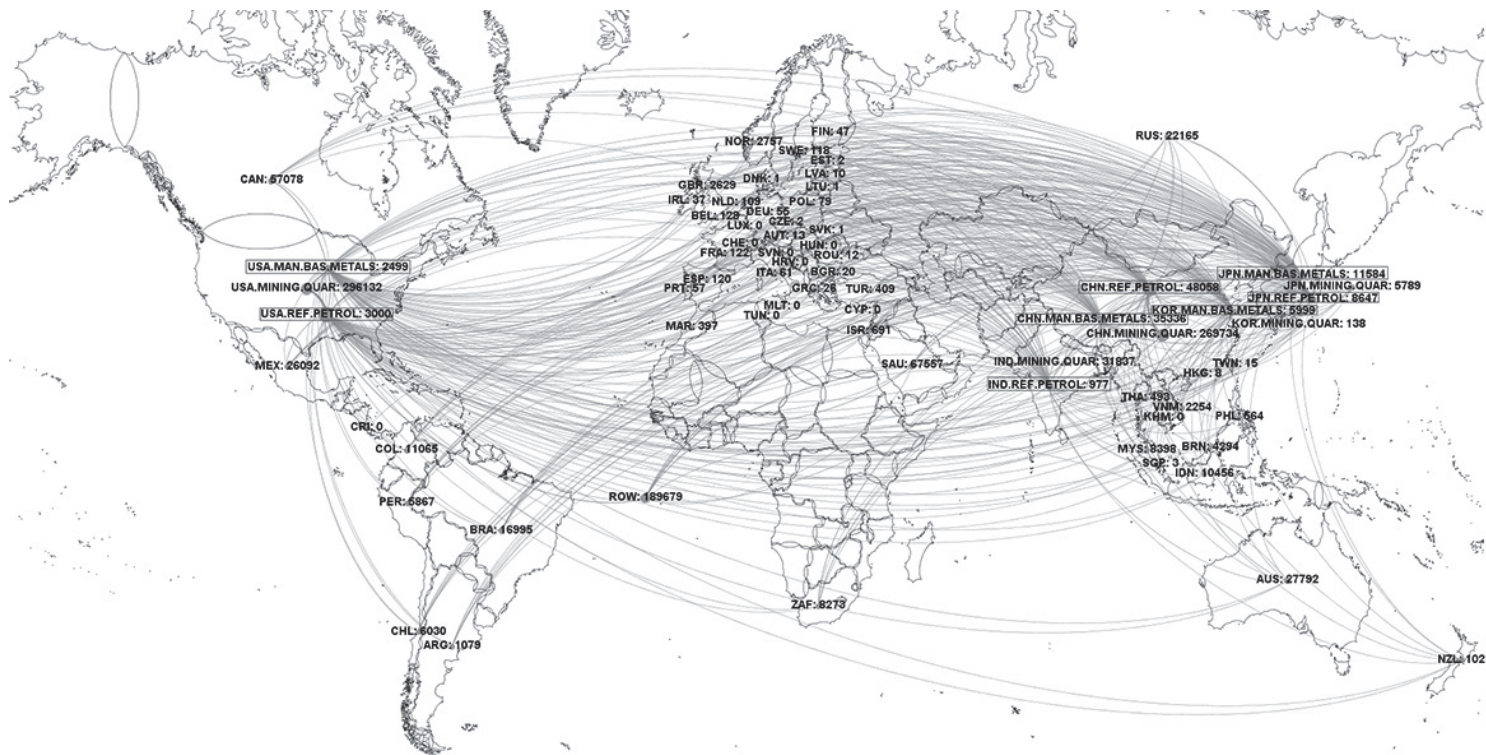 FIN: 47
RUS: 22165
NOR: 2757
SWE: 118
EST: 2
LVA: 10
CAN: 57078
DNK: 1
GBR: 2629
LTU: 1
IRL: 37
NLD: 109
POL: 79
BEL: 128
DEU: 55
CZE: 2
LUX: 0
AUT: 13
SVK: 1
CHE: 0
HUN: 0
FRA: 122
SVN: 0
ROU: 12
HRV: 0
USA.MAN.BAS.METALS: 2499
ITA: 61
BGR: 20
JPN.MAN.BAS.METALS: 11584
ESP: 120
USA.MINING.QUAR: 296132
PRT: 57
GRC: 26
TUR: 409
CHN.REF.PETROL: 48058
JPN.MINING.QUAR: 5789
JPN.REF.PETROL: 8647
MLT: 0
CYP: 0
KOR.MAN.BAS.METALS: 5999
USA.REF.PETROL: 3000
TUN: 0
CHN.MAN.BAS.METALS: 35336
MAR: 397
ISR: 691
KOR.MINING.QUAR: 138
CHN.MINING.QUAR: 269734
MEX: 26092
SAU: 67557
IND.MINING.QUAR: 31837
TWN: 15
HKG: 8
IND.REF.PETROL: 977
THA: 493
VNM: 2254
KHM: 0
PHL: 564
CRI: 0
COL: 11065
MYS: 8398
BRN: 4294
SGP: 3
IDN: 10456
PER: 5867
ROW: 189679
BRA: 16995
AUS: 27792
ZAF: 8273
CHL: 6030
ARG: 1079
NZL: 102